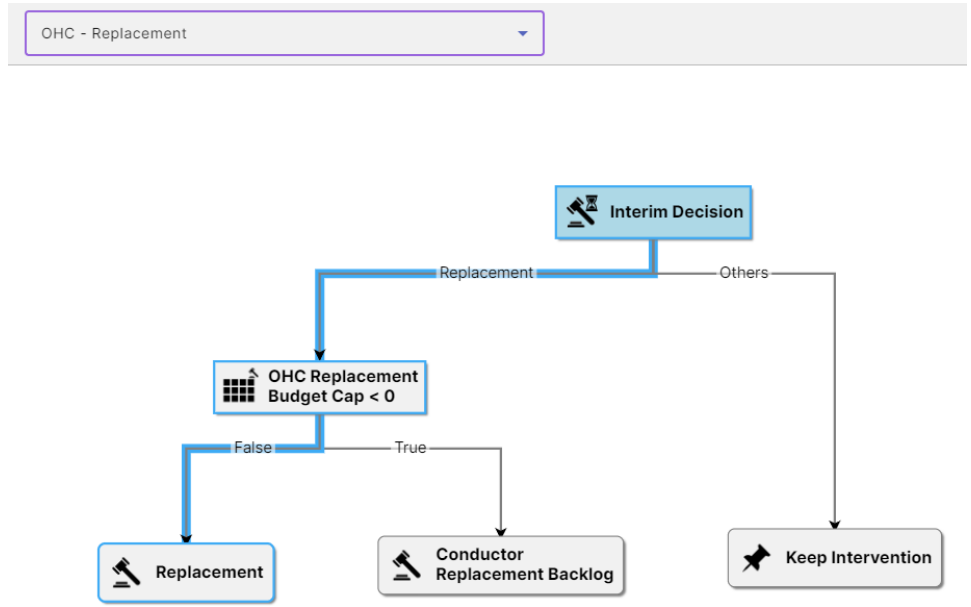 OHC - Replacement
Interim Decision
Replacement
Others
OHC Replacement
Budget Cap < 0
False
True
Replacement
Conductor
Replacement Backlog
Keep Intervention